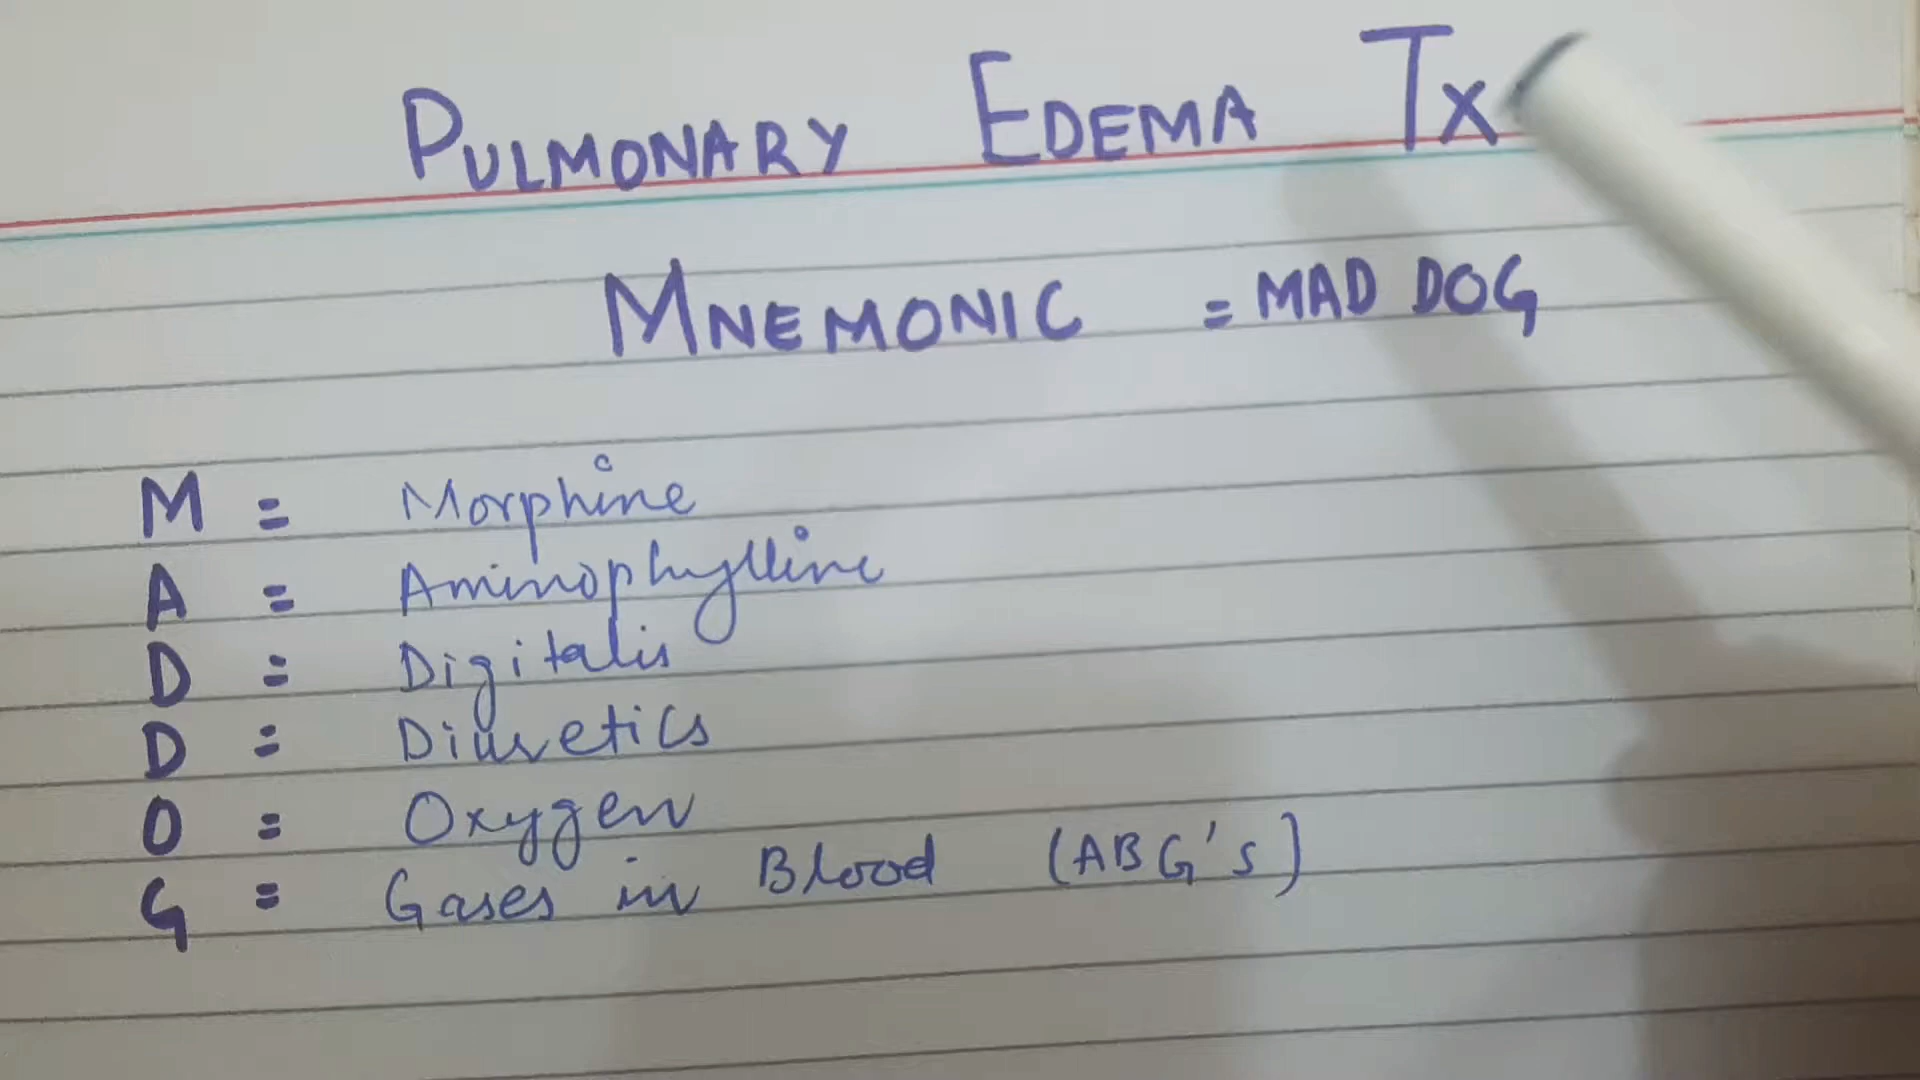 PULMONARY EDEMA Tx
MNEMONIC = MAD DOG
M = Morphine
A = Aminophylline
D = Digitalis
D = Diuretics
O = Oxygen
G = Gases in Blood (ABG's)